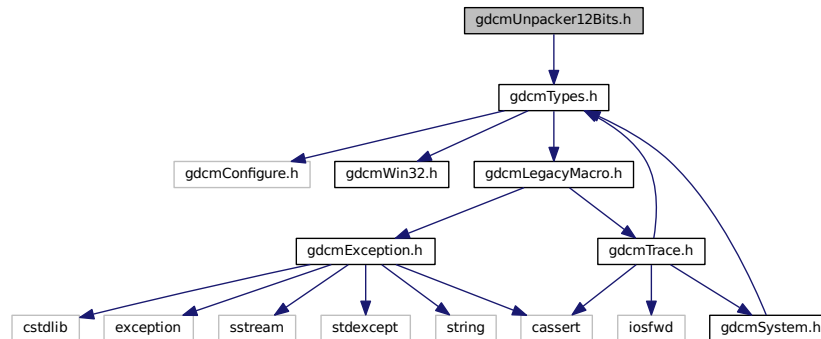 gdcmUnpacker12Bits.h
gdcmTypes.h
gdcmConfigure.h
gdcmWin32.h
gdcmLegacyMacro.h
gdcmException.h
gdcmTrace.h
cstdlib
exception
sstream
stdexcept
string
cassert
iosfwd
gdcmSystem.h